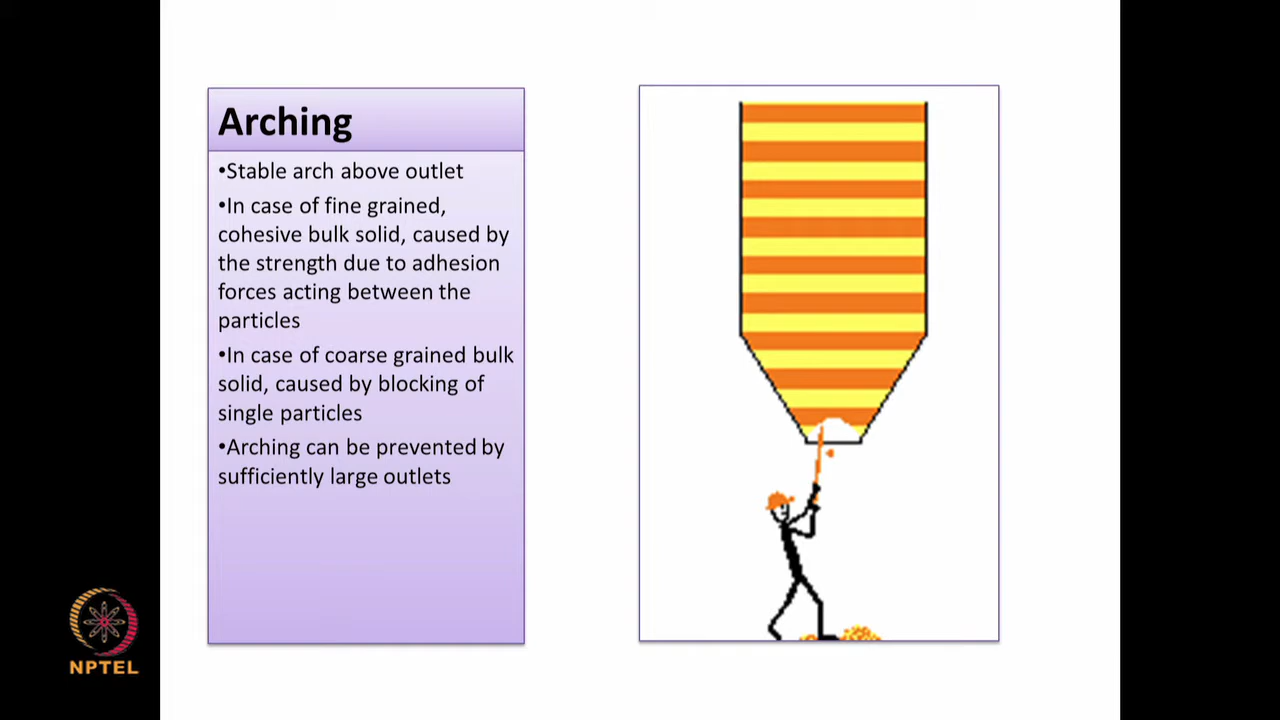 Arching
•Stable arch above outlet
•In case of fine grained,
cohesive bulk solid, caused by
the strength due to adhesion
forces acting between the
particles
•In case of coarse grained bulk
solid, caused by blocking of
single particles
•Arching can be prevented by
sufficiently large outlets
NPTEL